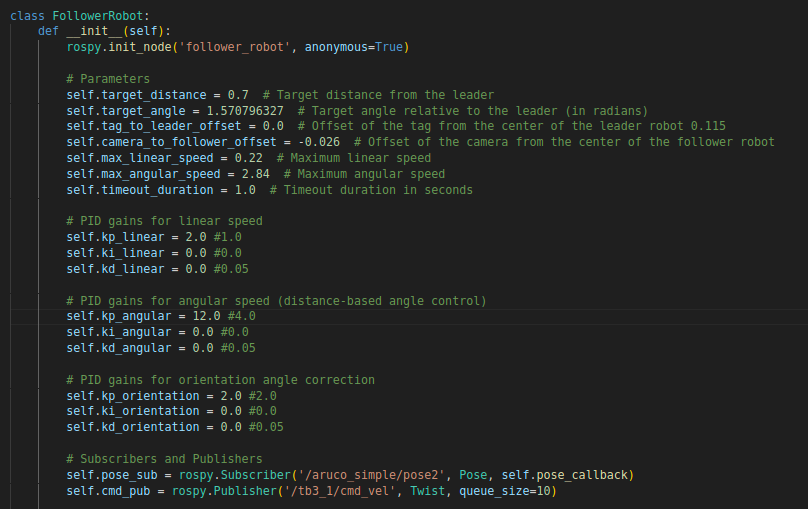 class FollowerRobot:
    def __init__(self):
        rospy.init_node('follower_robot', anonymous=True)

        # Parameters
        self.target_distance = 0.7  # Target distance from the leader
        self.target_angle = 1.570796327  # Target angle relative to the leader (in radians)
        self.tag_to_leader_offset = 0.0  # Offset of the tag from the center of the leader robot 0.115
        self.camera_to_follower_offset = -0.026  # Offset of the camera from the center of the follower robot
        self.max_linear_speed = 0.22  # Maximum linear speed
        self.max_angular_speed = 2.84  # Maximum angular speed
        self.timeout_duration = 1.0  # Timeout duration in seconds

        # PID gains for linear speed
        self.kp_linear = 2.0 #1.0
        self.ki_linear = 0.0 #0.0
        self.kd_linear = 0.0 #0.05

        # PID gains for angular speed (distance-based angle control)
        self.kp_angular = 12.0 #4.0
        self.ki_angular = 0.0 #0.0
        self.kd_angular = 0.0 #0.05

        # PID gains for orientation angle correction
        self.kp_orientation = 2.0 #2.0
        self.ki_orientation = 0.0 #0.0
        self.kd_orientation = 0.0 #0.05

        # Subscribers and Publishers
        self.pose_sub = rospy.Subscriber('/aruco_simple/pose2', Pose, self.pose_callback)
        self.cmd_pub = rospy.Publisher('/tb3_1/cmd_vel', Twist, queue_size=10)